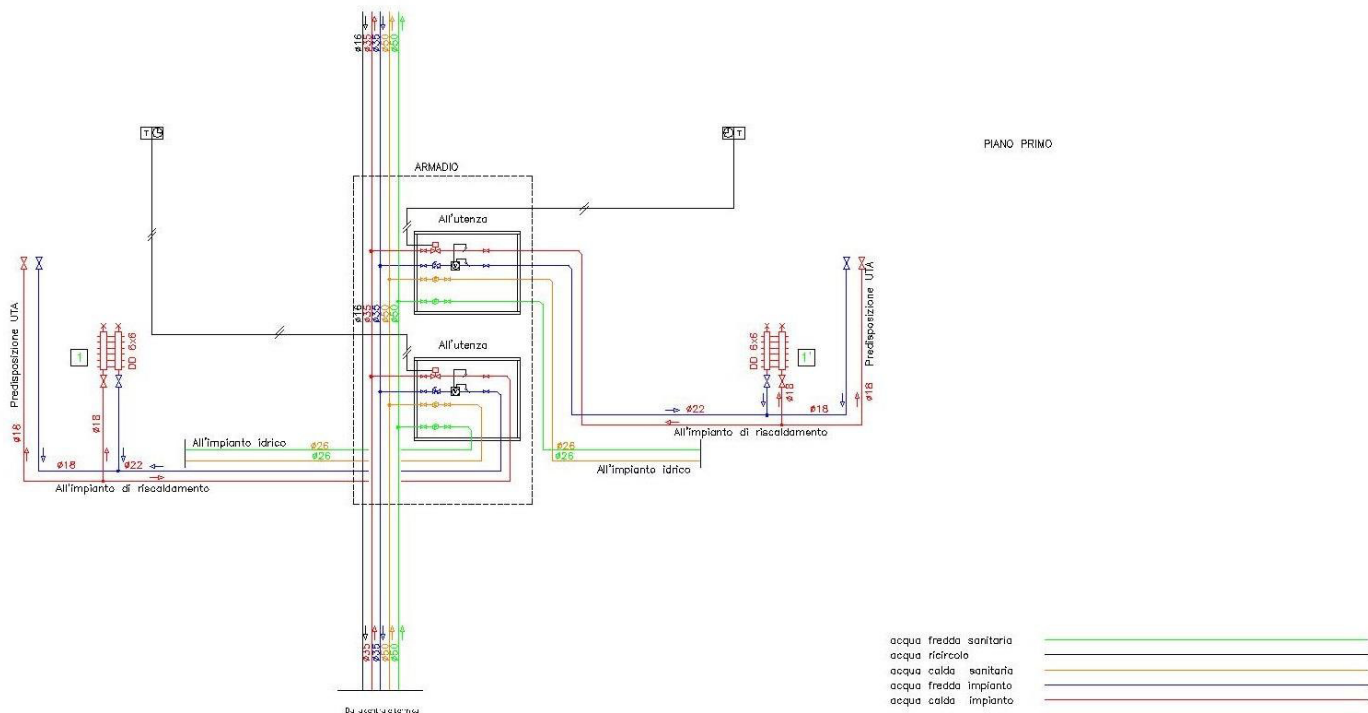 ø16
ø35
ø35
ø50
ø50
T
T
PIANO PRIMO
ARMADIO
All'utenza
ø16
ø35
ø35
ø50
ø50
All'utenza
Predisposizione UTA
1
DD 6x6
DD 6x6
1'
Predisposizione UTA
ø18
ø18
ø18
ø18
ø22
ø18
All'impianto di riscaldamento
All'impianto idrico
ø26
ø26
ø26
ø26
All'impianto idrico
ø18
ø22
All'impianto di riscaldamento
ø35
ø35
ø50
ø50
acqua fredda sanitaria
acqua ricircolo
acqua calda sanitaria
acqua fredda impianto
acqua calda impianto